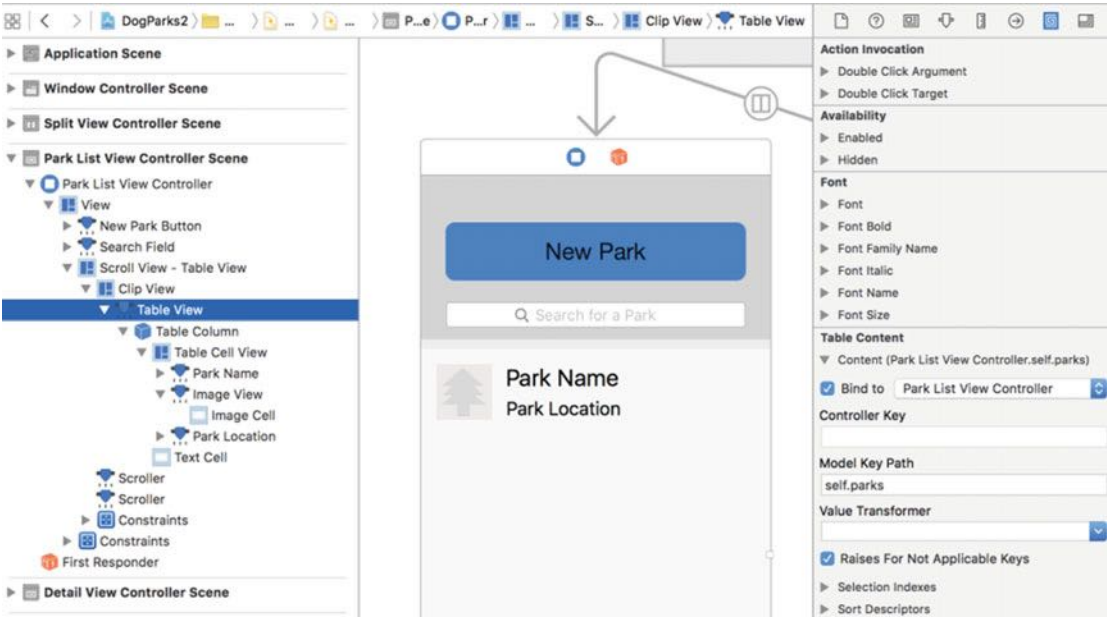 DogParks2 ... ... ... P...e P...r ... S... Clip View Table View
Application Scene
Window Controller Scene
Split View Controller Scene
Park List View Controller Scene
Park List View Controller
View
New Park Button
Search Field
Scroll View - Table View
Clip View
Table View
Table Column
Table Cell View
Park Name
Image View
Image Cell
Park Location
Text Cell
Scroller
Scroller
Constraints
Constraints
First Responder
Detail View Controller Scene
New Park
Search for a Park
Park Name
Park Location
Action Invocation
Double Click Argument
Double Click Target
Availability
Enabled
Hidden
Font
Font
Font Bold
Font Family Name
Font Italic
Font Name
Font Size
Table Content
Content (Park List View Controller.self.parks)
Bind to Park List View Controller
Controller Key
Model Key Path
self.parks
Value Transformer
Raises For Not Applicable Keys
Selection Indexes
Sort Descriptors